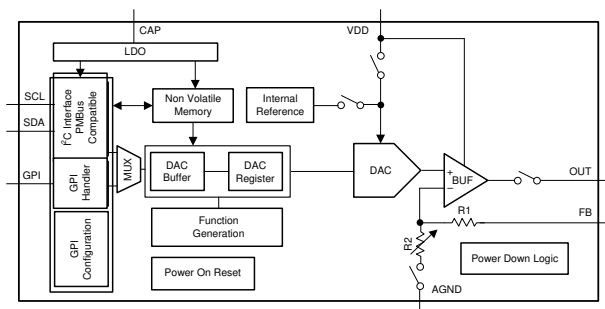 CAP
VDD
LDO
SCL
SDA
GPI
I²C Interface
PMBus
Compatible
Non Volatile
Memory
Internal
Reference
GPI
Handler
MUX
DAC
Buffer
DAC
Register
DAC
+
BUF
−
OUT
R1
FB
R2
GPI
Configuration
Function
Generation
Power On Reset
Power Down Logic
AGND